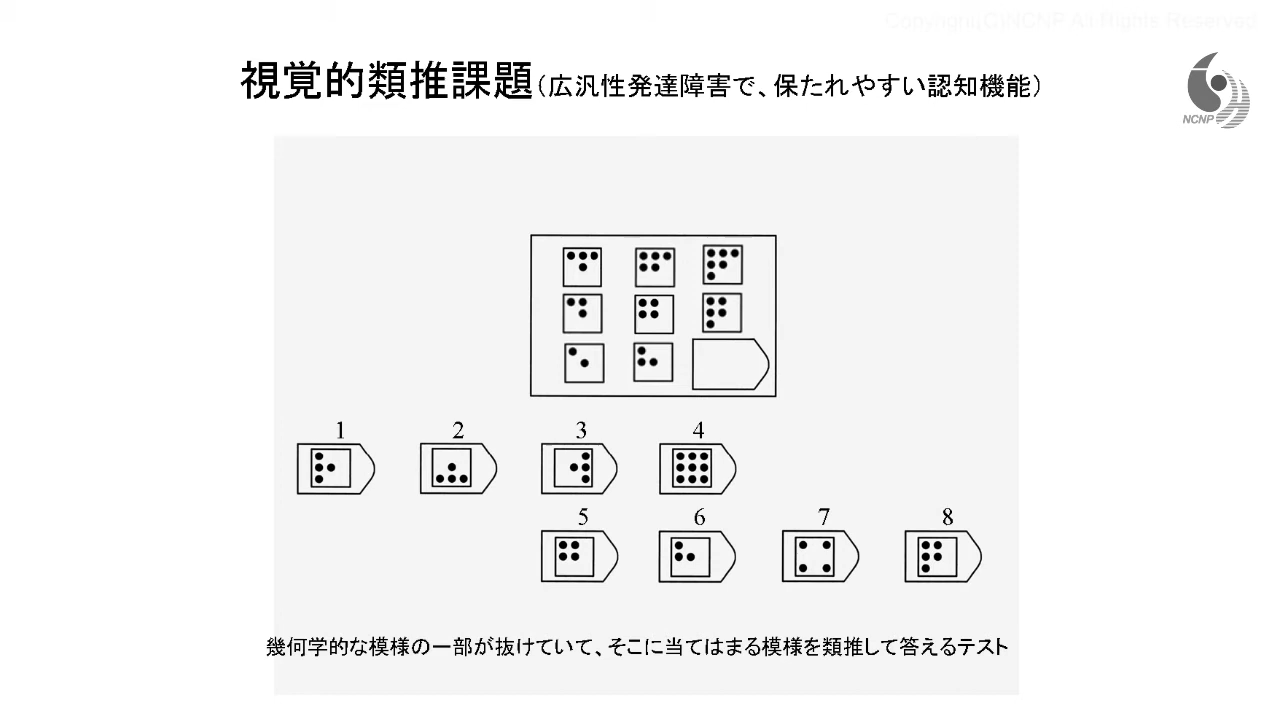 Copyright(C)NCNP All Rights Reserved
視覚的類推課題(広汎性発達障害で、保たれやすい認知機能)
NCNP
1 2 3 4
5 6 7 8
幾何学的な模様の一部が抜けていて、そこに当てはまる模様を類推して答えるテスト